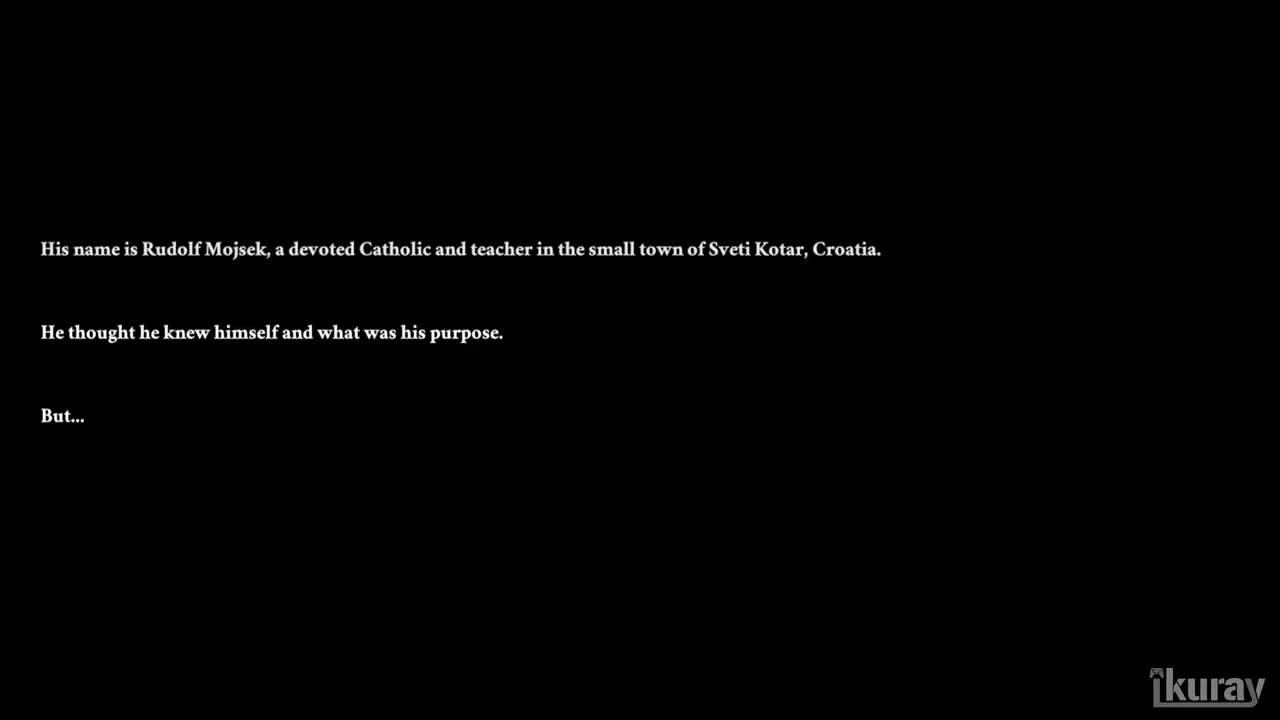 His name is Rudolf Mojsek, a devoted Catholic and teacher in the small town of Sveti Kotar, Croatia.
He thought he knew himself and what was his purpose.
But...
ikuray